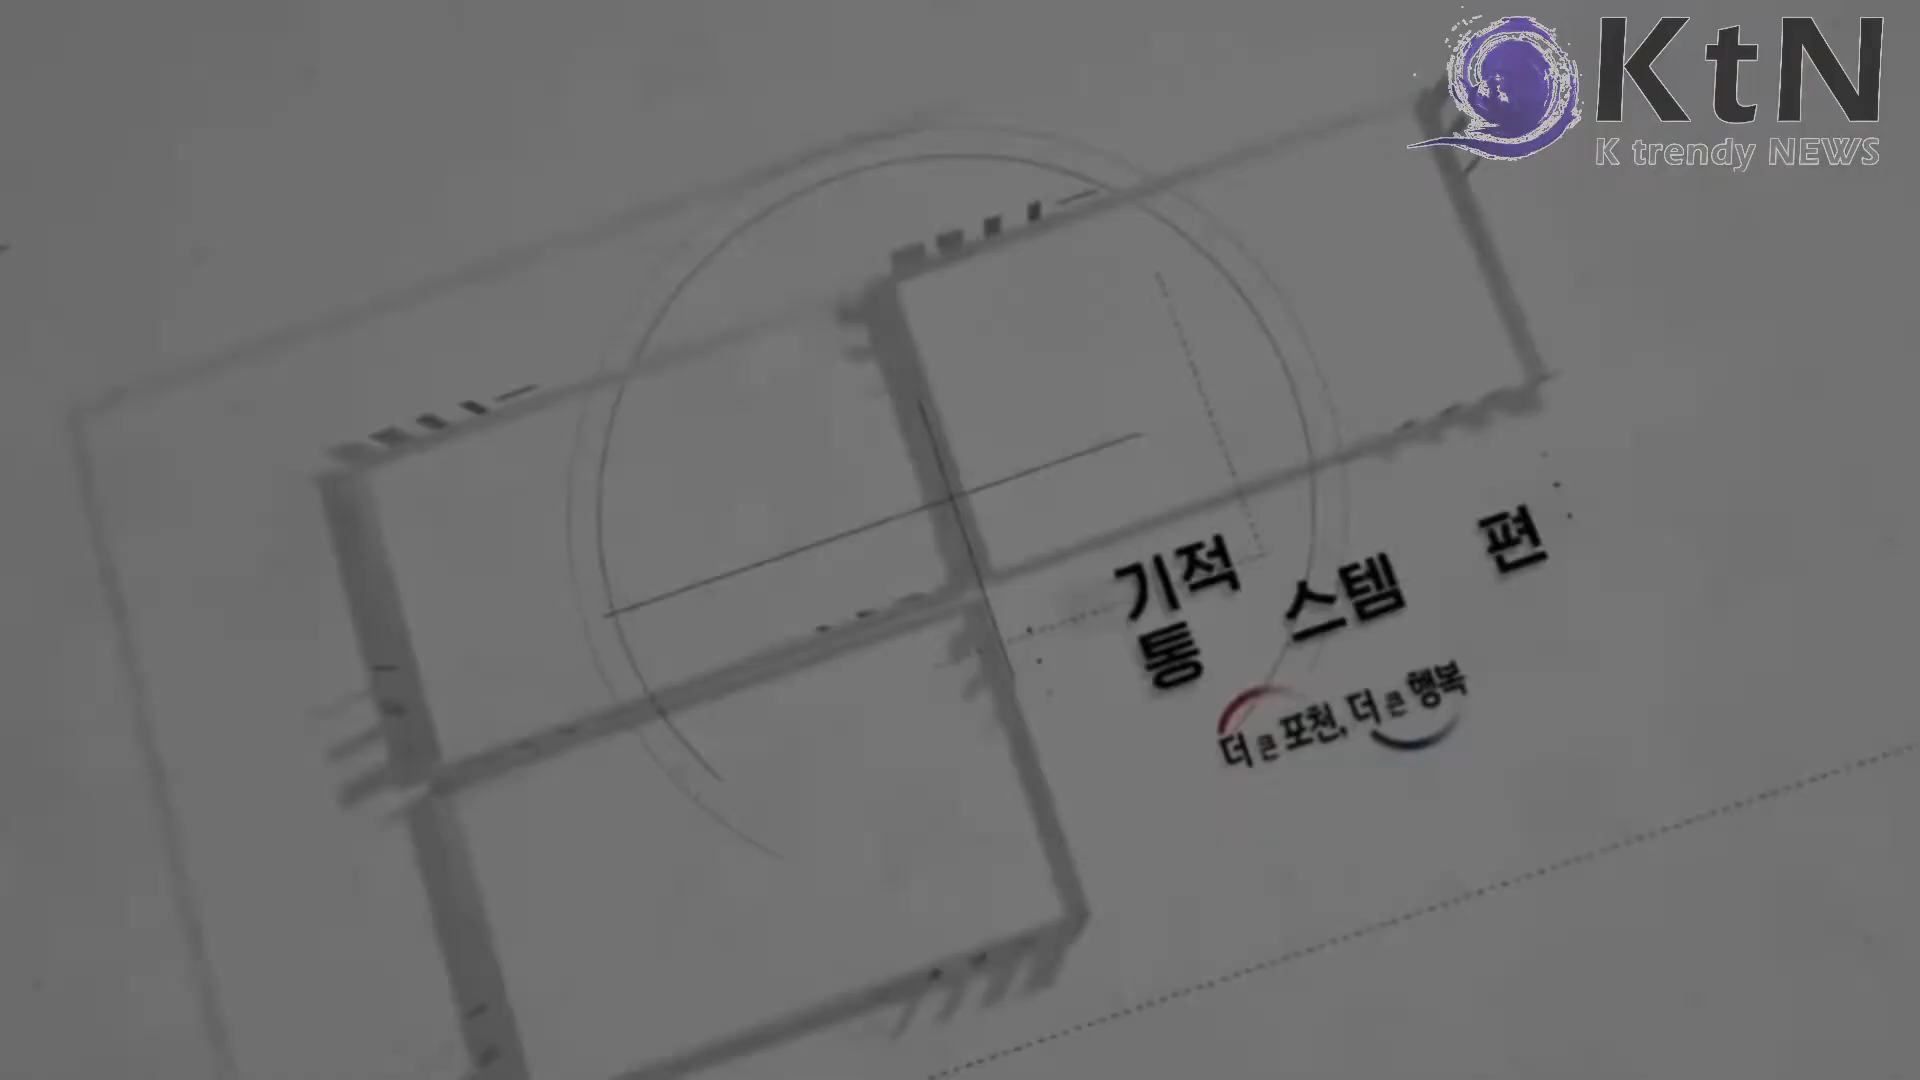 KtN
K trendy NEWS
기적 스템 편
통
더 큰 포천, 더 큰 행복